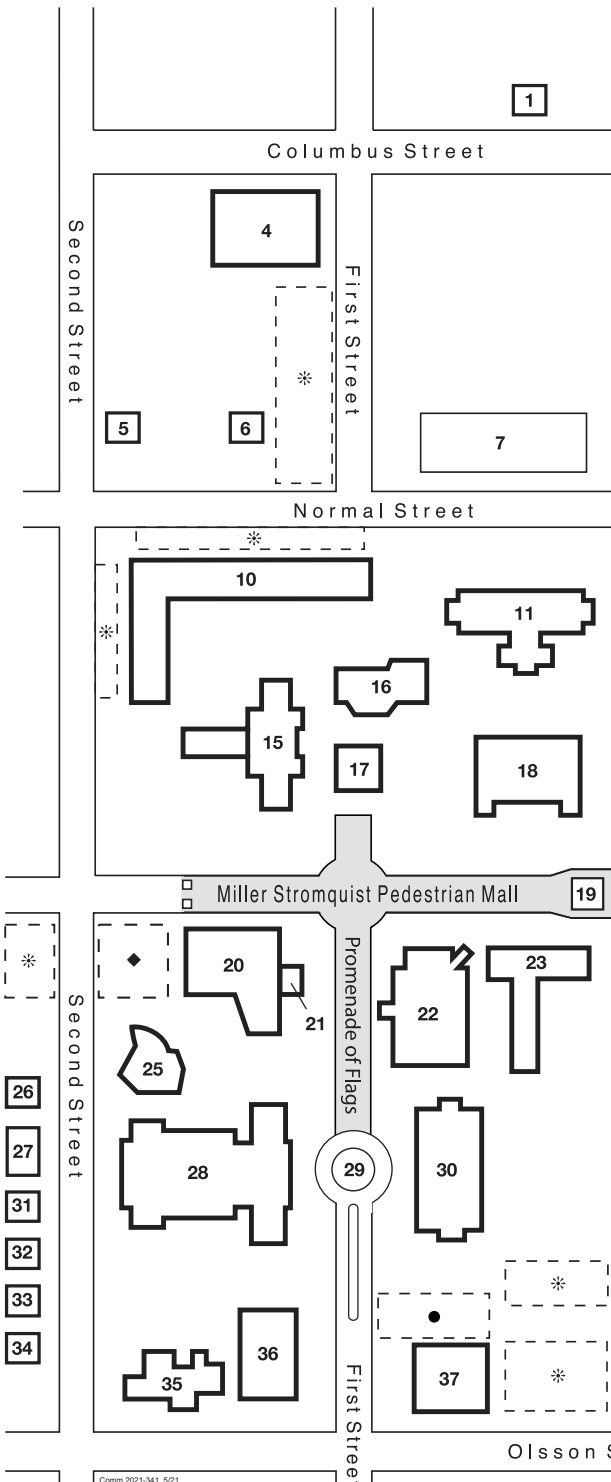 1
Columbus Street
4
Second Street
First Street
5
6
7
Normal Street
10
11
16
15
17
18
Miller Stromquist Pedestrian Mall
19
20
21
Promenade of Flags
22
23
Second Street
25
26
27
28
29
30
31
32
33
34
35
36
37
First Street
Olsson S
Comm 2021-341 5/21